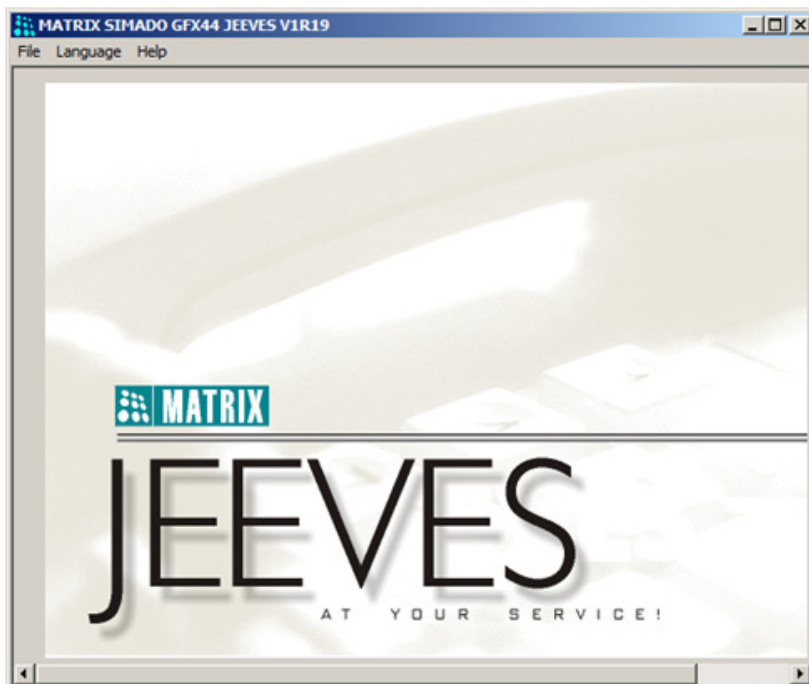 MATRIX SIMADO GFX44 JEEVES V1R19
File Language Help
MATRIX
JEEVES
AT YOUR SERVICE!